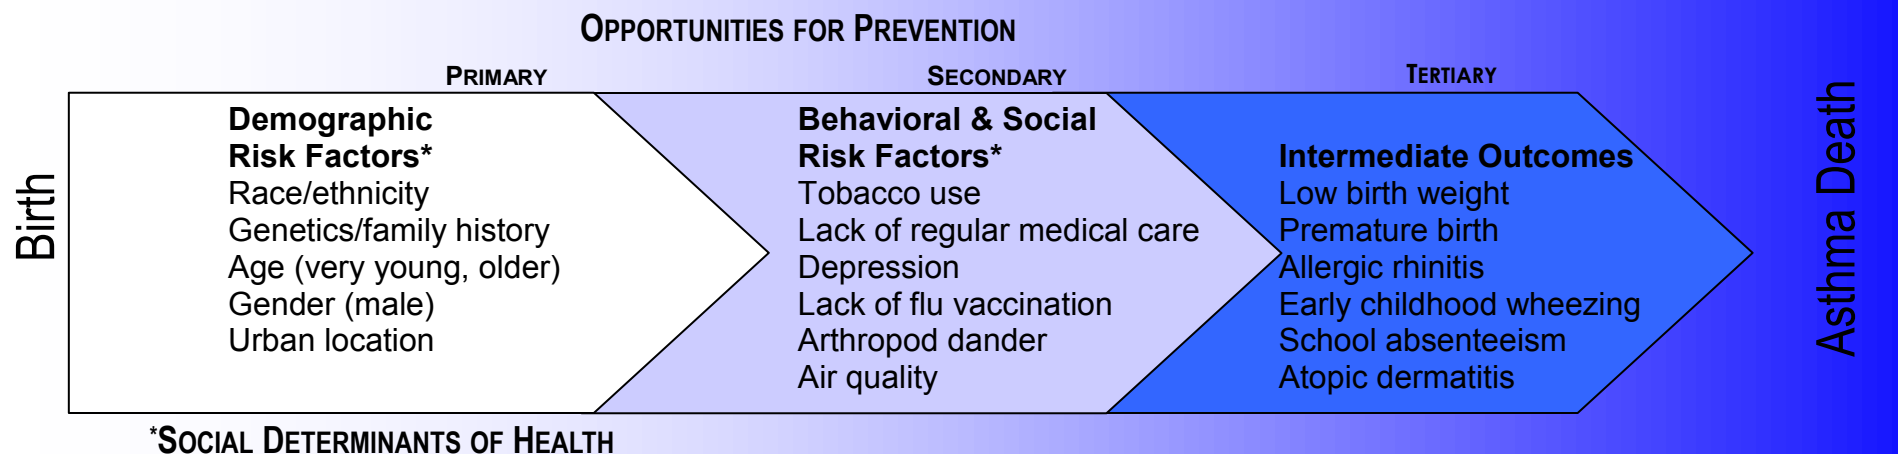 OPPORTUNITIES FOR PREVENTION
PRIMARY
SECONDARY
TERTIARY
Birth
Demographic
Risk Factors*
Race/ethnicity
Genetics/family history
Age (very young, older)
Gender (male)
Urban location
Behavioral & Social
Risk Factors*
Tobacco use
Lack of regular medical care
Depression
Lack of flu vaccination
Arthropod dander
Air quality
Intermediate Outcomes
Low birth weight
Premature birth
Allergic rhinitis
Early childhood wheezing
School absenteeism
Atopic dermatitis
Asthma Death
*SOCIAL DETERMINANTS OF HEALTH